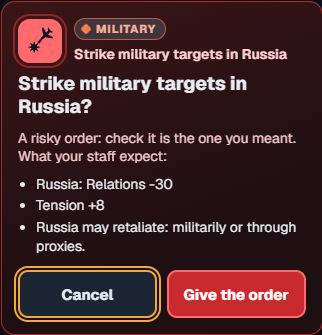 MILITARY
Strike military targets in Russia
Strike military targets in
Russia?
A risky order: check it is the one you meant.
What your staff expect:
• Russia: Relations -30
• Tension +8
• Russia may retaliate: militarily or through
proxies.
Cancel
Give the order